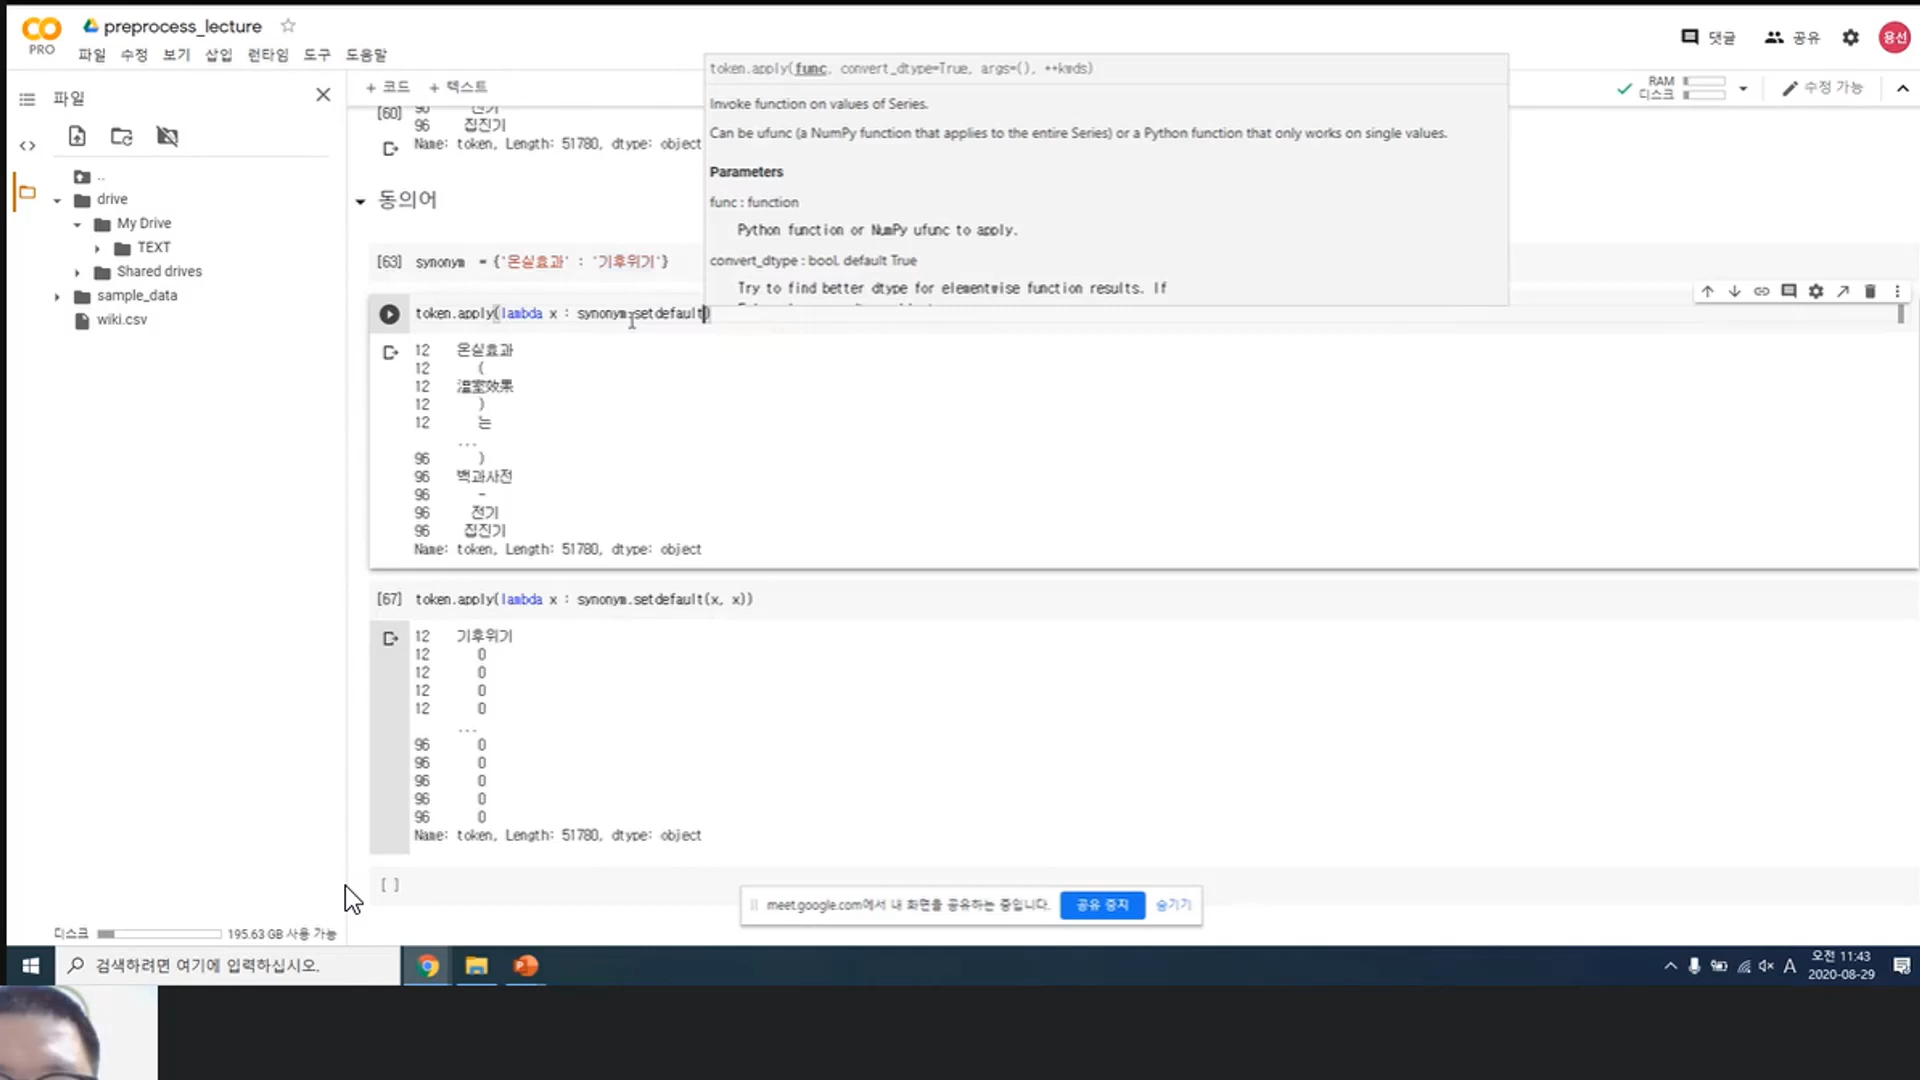 preprocess_lecture
PRO
파일 수정 보기 삽입 런타임 도구 도움말
댓글
공유
용선
파일
+ 코드 + 텍스트
RAM
디스크
수정 가능
..
drive
My Drive
TEXT
Shared drives
sample_data
wiki.csv
[60]
96 전기
96 집진기
Name: token, Length: 51780, dtype: object
token.apply(func, convert_dtype=True, args=(), **kwds)
Invoke function on values of Series.
Can be ufunc (a NumPy function that applies to the entire Series) or a Python function that only works on single values.
Parameters
func : function
Python function or NumPy ufunc to apply.
convert_dtype : bool, default True
Try to find better dtype for elementwise function results. If
동의어
[63] synonym = {'온실효과' : '기후위기'}
token.apply(lambda x : synonym.setdefault)
12 온실효과
12 (
12 溫室效果
12 )
12 는
...
96 )
96 백과사전
96 -
96 전기
96 집진기
Name: token, Length: 51780, dtype: object
[67] token.apply(lambda x : synonym.setdefault(x, x))
12 기후위기
12 0
12 0
12 0
12 0
...
96 0
96 0
96 0
96 0
96 0
Name: token, Length: 51780, dtype: object
[ ]
meet.google.com에서 내 화면을 공유하는 중입니다. 공유 중지 숨기기
디스크 195.63 GB 사용 가능
검색하려면 여기에 입력하십시오.
A
오전 11:43
2020-08-29